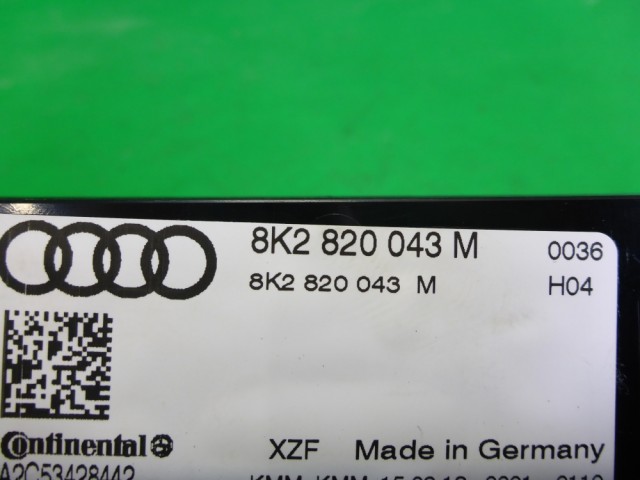 8K2 820 043 M 0036
8K2 820 043 M H04
Continental XZF Made in Germany
A2C53428442